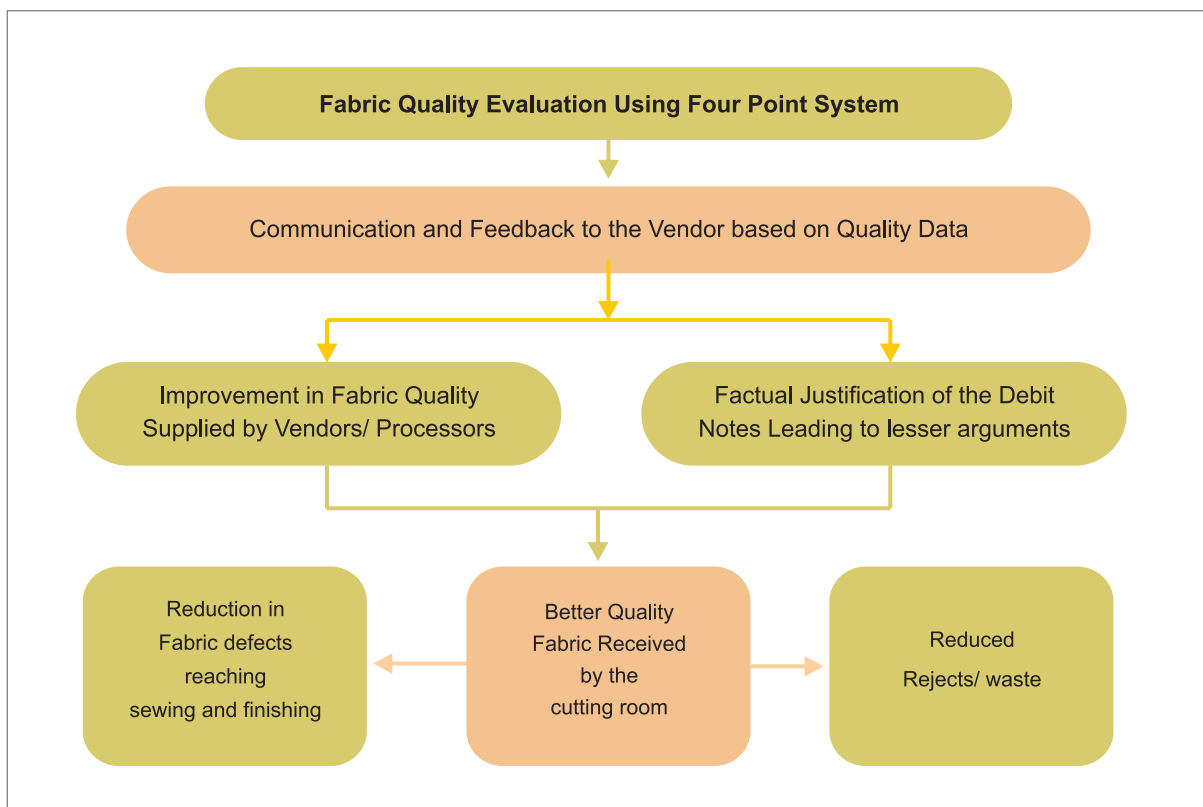 Fabric Quality Evaluation Using Four Point System
Communication and Feedback to the Vendor based on Quality Data
Improvement in Fabric Quality
Supplied by Vendors/ Processors
Factual Justification of the Debit
Notes Leading to lesser arguments
Reduction in
Fabric defects
reaching
sewing and finishing
Better Quality
Fabric Received
by the
cutting room
Reduced
Rejects/ waste